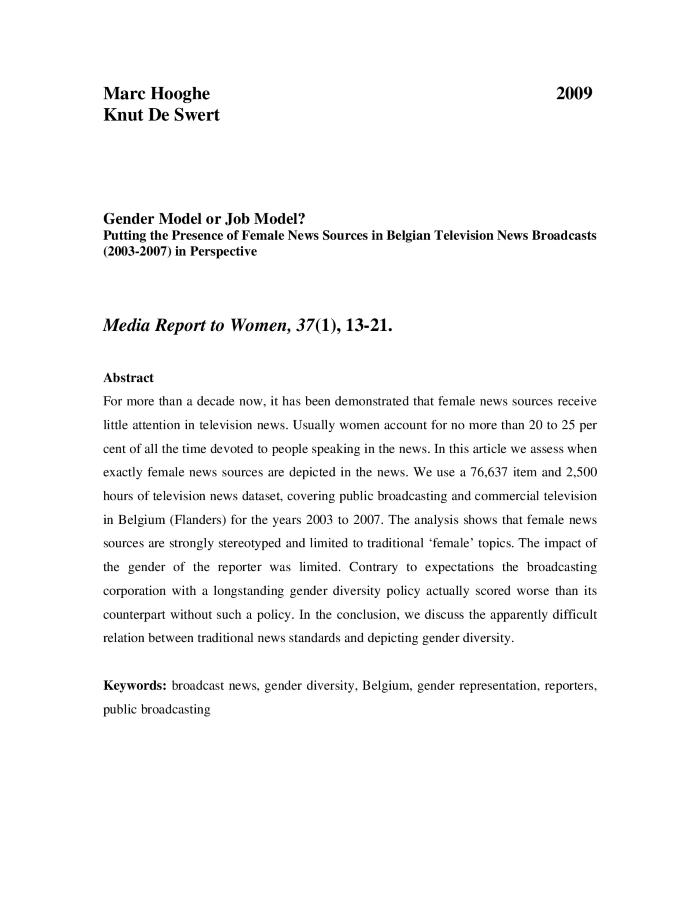 Marc Hooghe 2009
Knut De Swert
Gender Model or Job Model?
Putting the Presence of Female News Sources in Belgian Television News Broadcasts
(2003-2007) in Perspective
Media Report to Women, 37(1), 13-21.
Abstract
For more than a decade now, it has been demonstrated that female news sources receive
little attention in television news. Usually women account for no more than 20 to 25 per
cent of all the time devoted to people speaking in the news. In this article we assess when
exactly female news sources are depicted in the news. We use a 76,637 item and 2,500
hours of television news dataset, covering public broadcasting and commercial television
in Belgium (Flanders) for the years 2003 to 2007. The analysis shows that female news
sources are strongly stereotyped and limited to traditional ‘female’ topics. The impact of
the gender of the reporter was limited. Contrary to expectations the broadcasting
corporation with a longstanding gender diversity policy actually scored worse than its
counterpart without such a policy. In the conclusion, we discuss the apparently difficult
relation between traditional news standards and depicting gender diversity.
Keywords: broadcast news, gender diversity, Belgium, gender representation, reporters,
public broadcasting